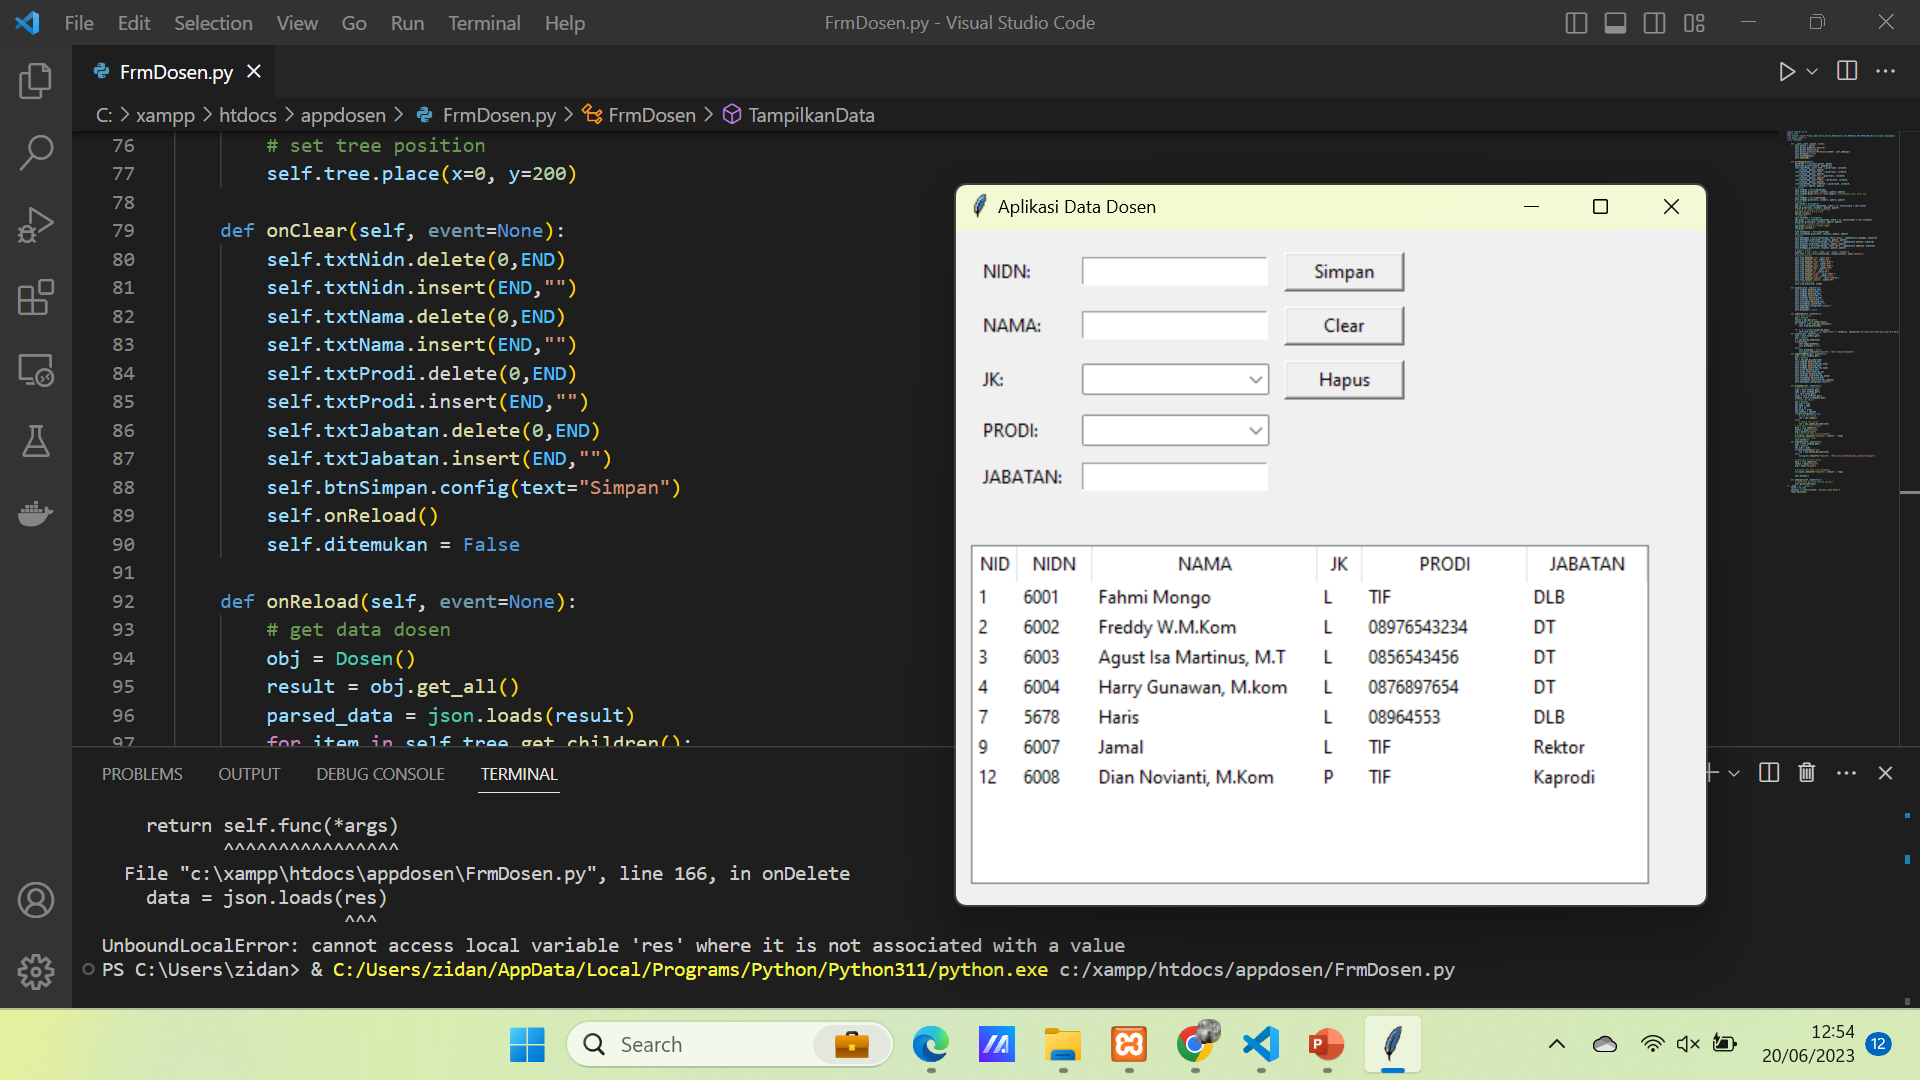 File Edit Selection View Go Run Terminal Help
FrmDosen.py - Visual Studio Code
FrmDosen.py
C: > xampp > htdocs > appdosen > FrmDosen.py > FrmDosen > TampilkanData
76 # set tree position
77 self.tree.place(x=0, y=200)
78
79 def onClear(self, event=None):
80 self.txtNidn.delete(0,END)
81 self.txtNidn.insert(END,"")
82 self.txtNama.delete(0,END)
83 self.txtNama.insert(END,"")
84 self.txtProdi.delete(0,END)
85 self.txtProdi.insert(END,"")
86 self.txtJabatan.delete(0,END)
87 self.txtJabatan.insert(END,"")
88 self.btnSimpan.config(text="Simpan")
89 self.onReload()
90 self.ditemukan = False
91
92 def onReload(self, event=None):
93 # get data dosen
94 obj = Dosen()
95 result = obj.get_all()
96 parsed_data = json.loads(result)
97 for item in self.tree.get_children():
Aplikasi Data Dosen
NIDN: Simpan
NAMA: Clear
JK: Hapus
PRODI:
JABATAN:
NID NIDN NAMA JK PRODI JABATAN
1 6001 Fahmi Mongo L TIF DLB
2 6002 Freddy W.M.Kom L 08976543234 DT
3 6003 Agust Isa Martinus, M.T L 0856543456 DT
4 6004 Harry Gunawan, M.kom L 0876897654 DT
7 5678 Haris L 08964553 DLB
9 6007 Jamal L TIF Rektor
12 6008 Dian Novianti, M.Kom P TIF Kaprodi
PROBLEMS OUTPUT DEBUG CONSOLE TERMINAL
return self.func(*args)
^^^^^^^^^^^^^^^^
File "c:\xampp\htdocs\appdosen\FrmDosen.py", line 166, in onDelete
data = json.loads(res)
^^^
UnboundLocalError: cannot access local variable 'res' where it is not associated with a value
PS C:\Users\zidan> & C:/Users/zidan/AppData/Local/Programs/Python/Python311/python.exe c:/xampp/htdocs/appdosen/FrmDosen.py
Search
12:54
20/06/2023
12